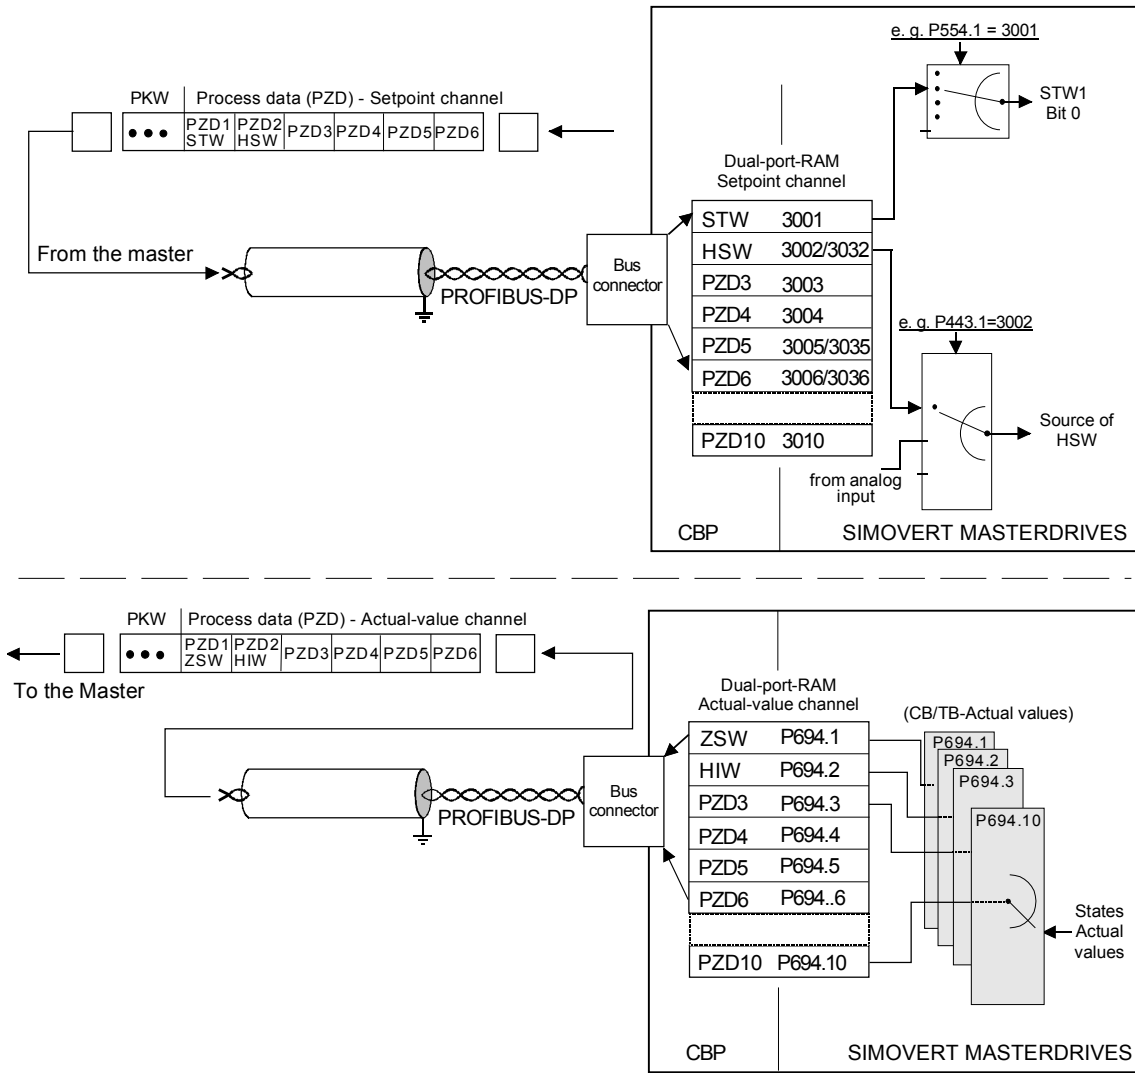 e. g. P554.1 = 3001
STW1
Bit 0
PKW Process data (PZD) - Setpoint channel
PZD1 STW PZD2 HSW PZD3 PZD4 PZD5 PZD6
Dual-port-RAM
Setpoint channel
STW 3001
HSW 3002/3032
PZD3 3003
PZD4 3004
PZD5 3005/3035
PZD6 3006/3036
PZD10 3010
From the master
PROFIBUS-DP
Bus
connector
e. g. P443.1=3002
Source of
HSW
from analog
input
CBP SIMOVERT MASTERDRIVES
PKW Process data (PZD) - Actual-value channel
PZD1 ZSW PZD2 HIW PZD3 PZD4 PZD5 PZD6
To the Master
Dual-port-RAM
Actual-value channel
ZSW P694.1
HIW P694.2
PZD3 P694.3
PZD4 P694.4
PZD5 P694.5
PZD6 P694..6
PZD10 P694.10
PROFIBUS-DP
Bus
connector
(CB/TB-Actual values)
P694.1
P694.2
P694.3
P694.10
States
Actual
values
CBP SIMOVERT MASTERDRIVES